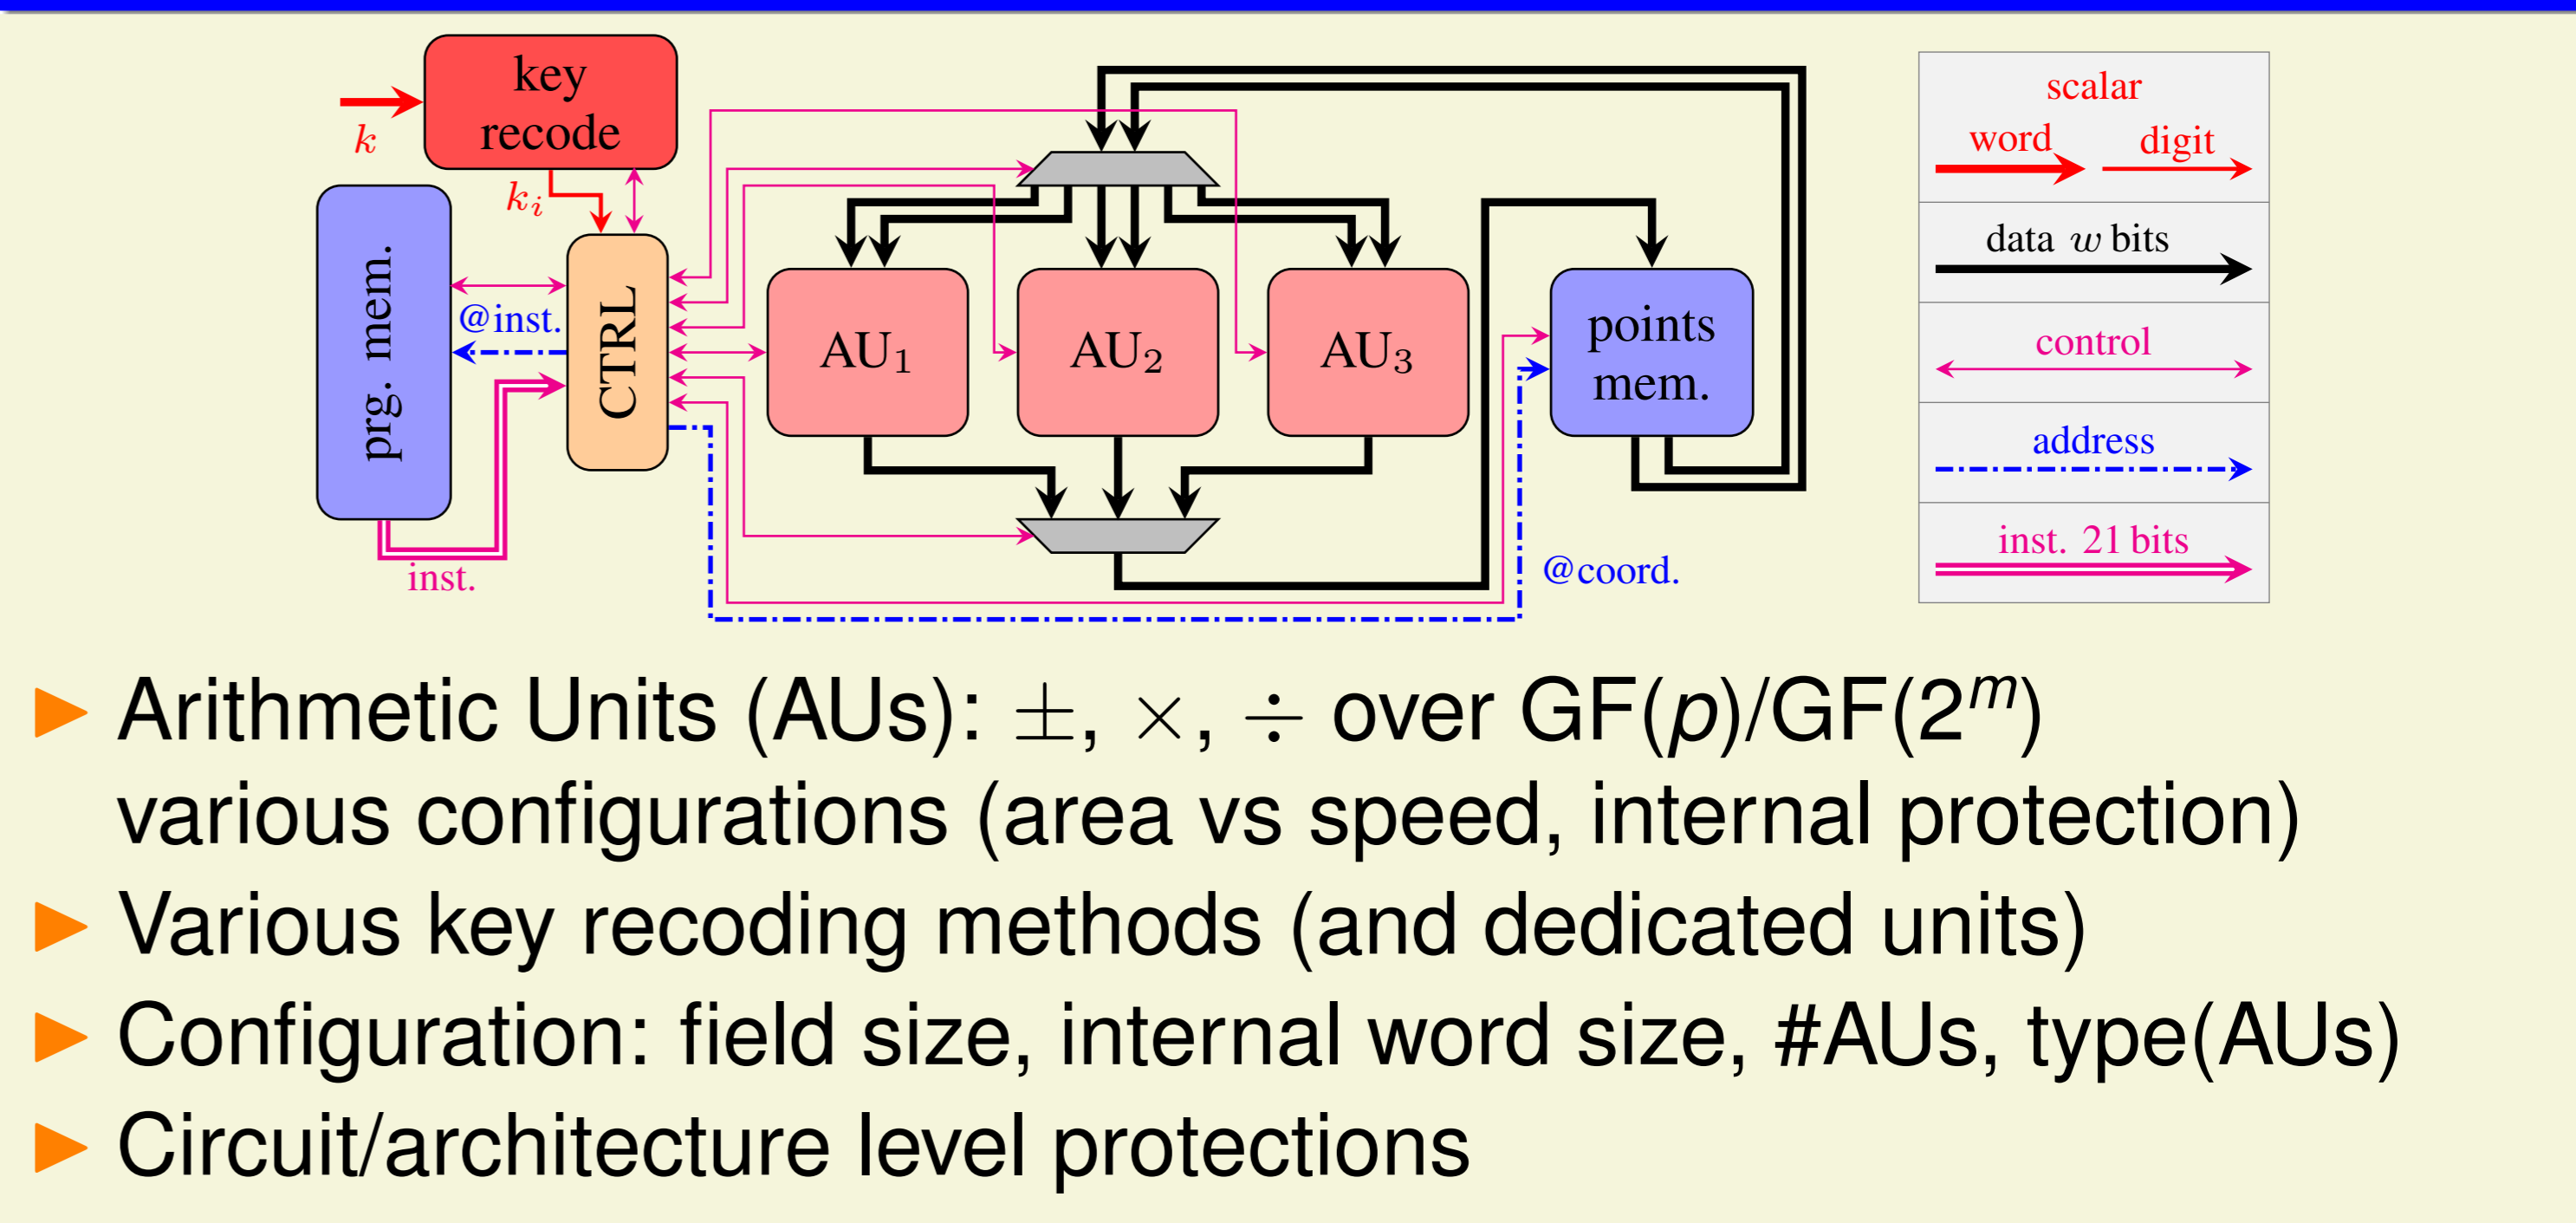 key
recode
k
k_i
prg. mem.
@inst.
CTRL
inst.
AU₁
AU₂
AU₃
points
mem.
@coord.
scalar
word digit
data w bits
control
address
inst. 21 bits
► Arithmetic Units (AUs): ±, ×, ÷ over GF(p)/GF(2^m)
various configurations (area vs speed, internal protection)
► Various key recoding methods (and dedicated units)
► Configuration: field size, internal word size, #AUs, type(AUs)
► Circuit/architecture level protections